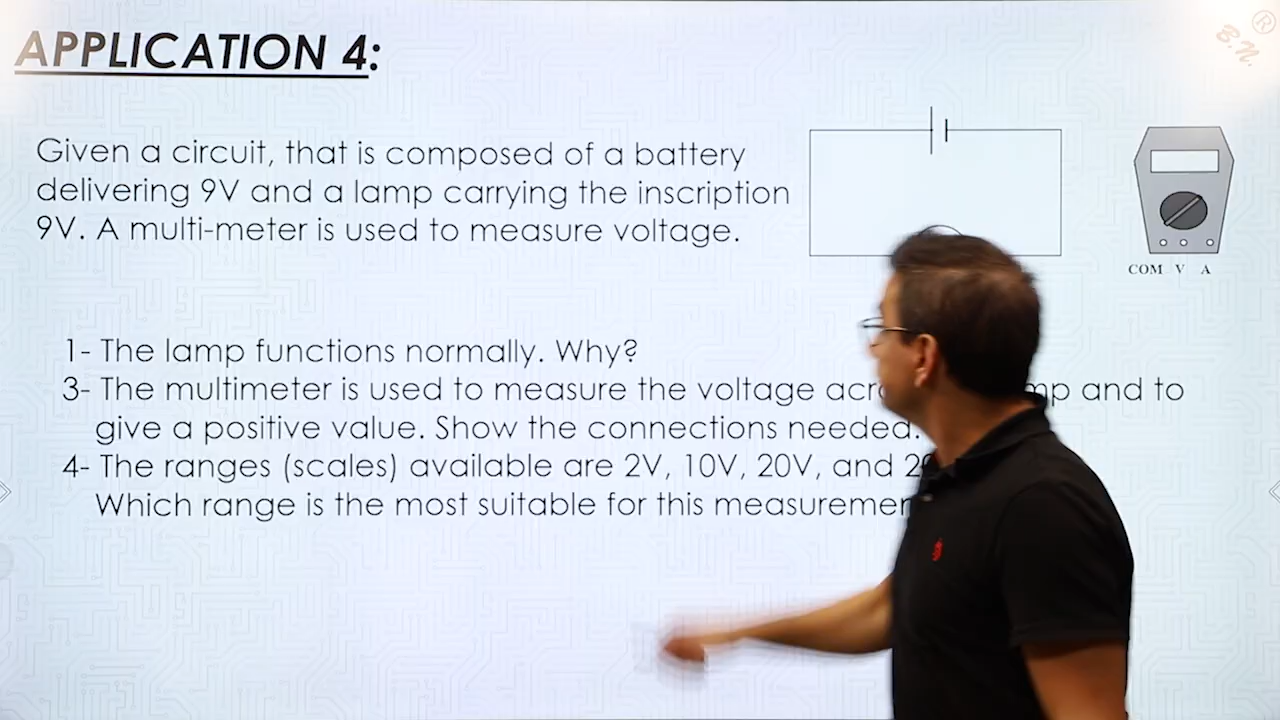 B.N.®
APPLICATION 4:
Given a circuit, that is composed of a battery
delivering 9V and a lamp carrying the inscription
9V. A multi-meter is used to measure voltage.
COM V A
1- The lamp functions normally. Why?
3- The multimeter is used to measure the voltage and to
give a positive value. Show the connections needed.
4- The ranges (scales) available are 2V, 10V, 20V, and
Which range is the most suitable for this